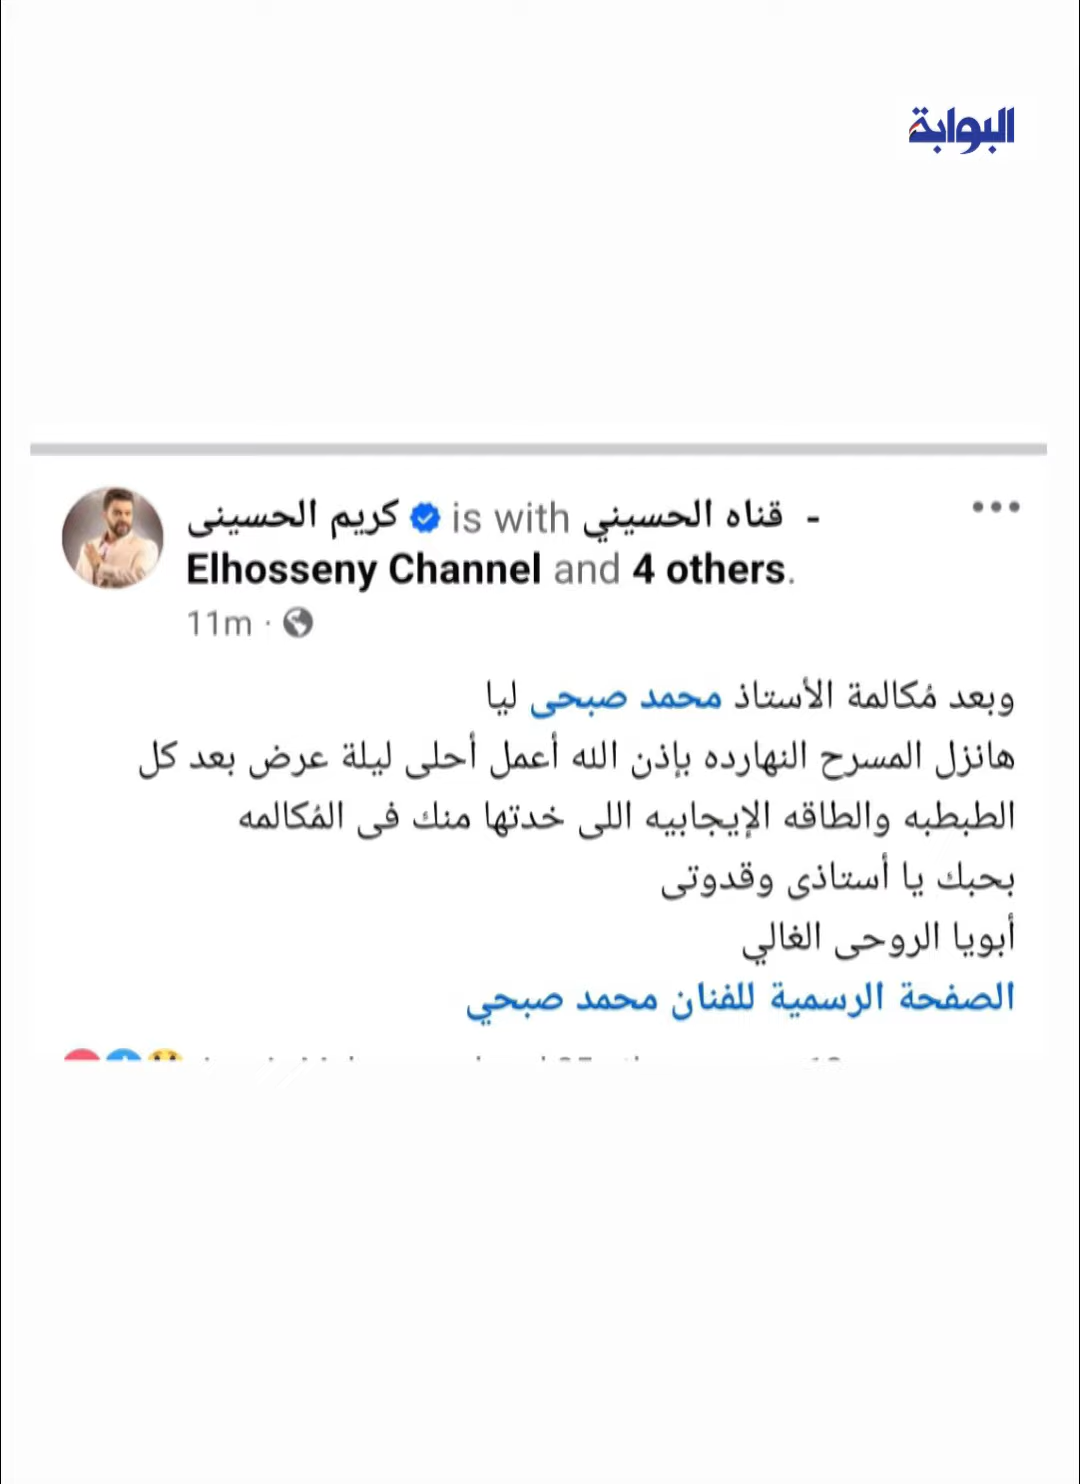 البوابة
كريم الحسينى is with قناه الحسيني -
Elhosseny Channel and 4 others.
11m ·
وبعد مُكالمة الأستاذ محمد صبحى ليا
هانزل المسرح النهارده بإذن الله أعمل أحلى ليلة عرض بعد كل
الطبطبه والطاقه الإيجابيه اللى خدتها منك فى المُكالمه
بحبك يا أستاذى وقدوتى
أبويا الروحى الغالي
الصفحة الرسمية للفنان محمد صبحي